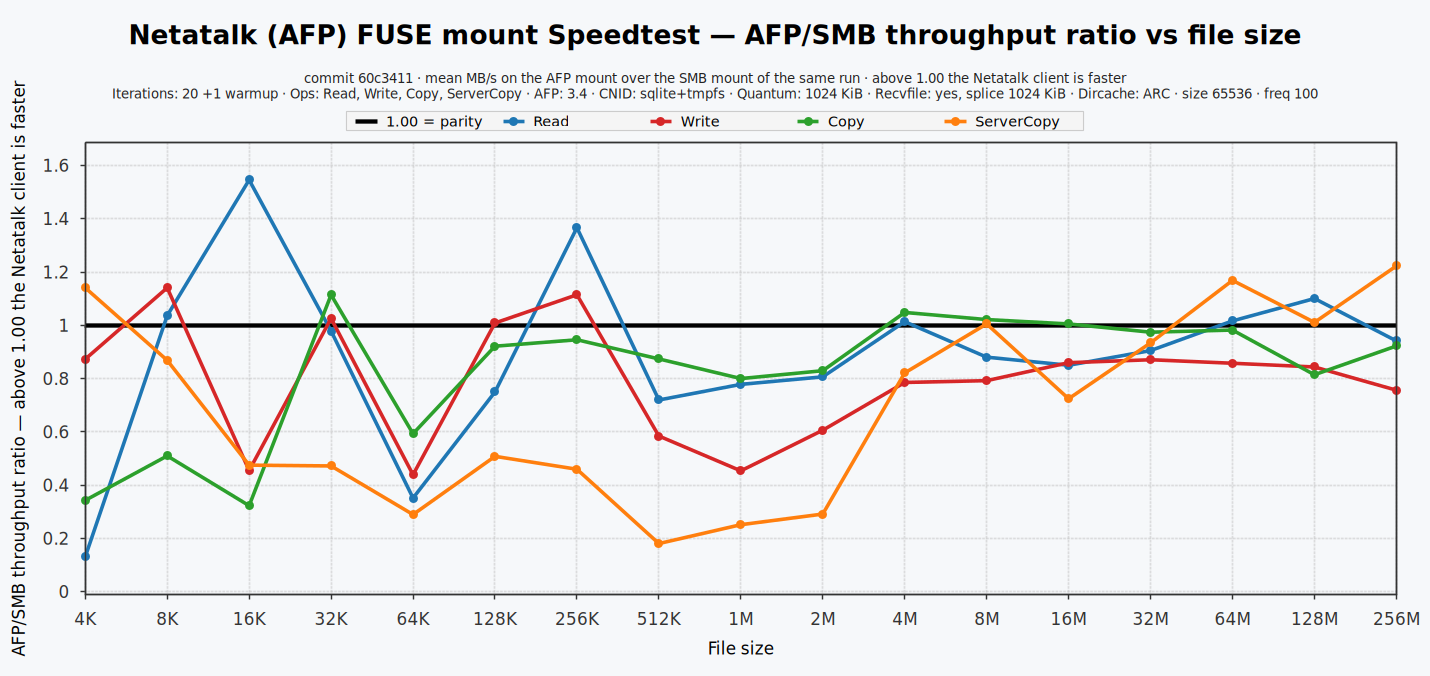 Netatalk (AFP) FUSE mount Speedtest — AFP/SMB throughput ratio vs file size
commit 60c3411 · mean MB/s on the AFP mount over the SMB mount of the same run · above 1.00 the Netatalk client is faster
Iterations: 20 +1 warmup · Ops: Read, Write, Copy, ServerCopy · AFP: 3.4 · CNID: sqlite+tmpfs · Quantum: 1024 KiB · Recvfile: yes, splice 1024 KiB · Dircache: ARC · size 65536 · freq 100
1.00 = parity Read Write Copy ServerCopy
AFP/SMB throughput ratio — above 1.00 the Netatalk client is faster
1.6
1.4
1.2
1
0.8
0.6
0.4
0.2
0
4K 8K 16K 32K 64K 128K 256K 512K 1M 2M 4M 8M 16M 32M 64M 128M 256M
File size